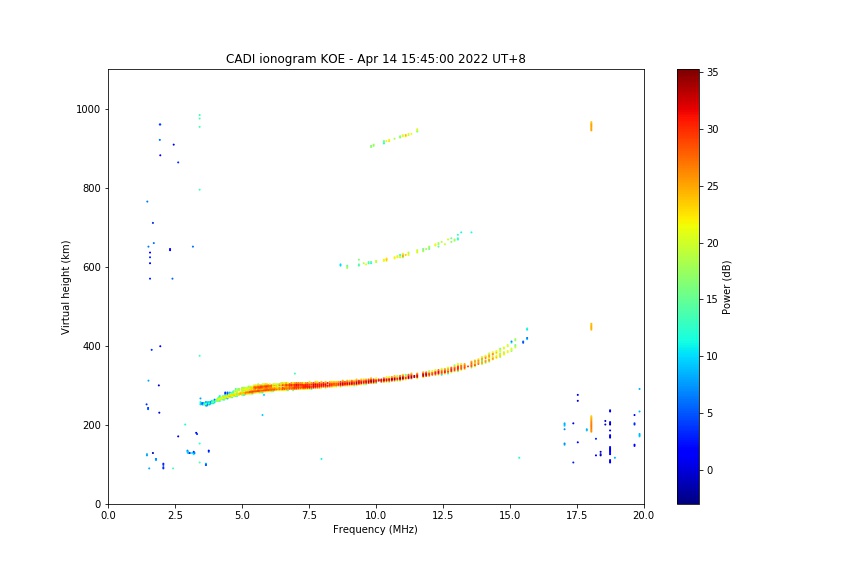 CADI ionogram KOE - Apr 14 15:45:00 2022 UT+8
1000
800
600
400
200
0
Virtual height (km)
0.0 2.5 5.0 7.5 10.0 12.5 15.0 17.5 20.0
Frequency (MHz)
35
30
25
20
15
10
5
0
Power (dB)